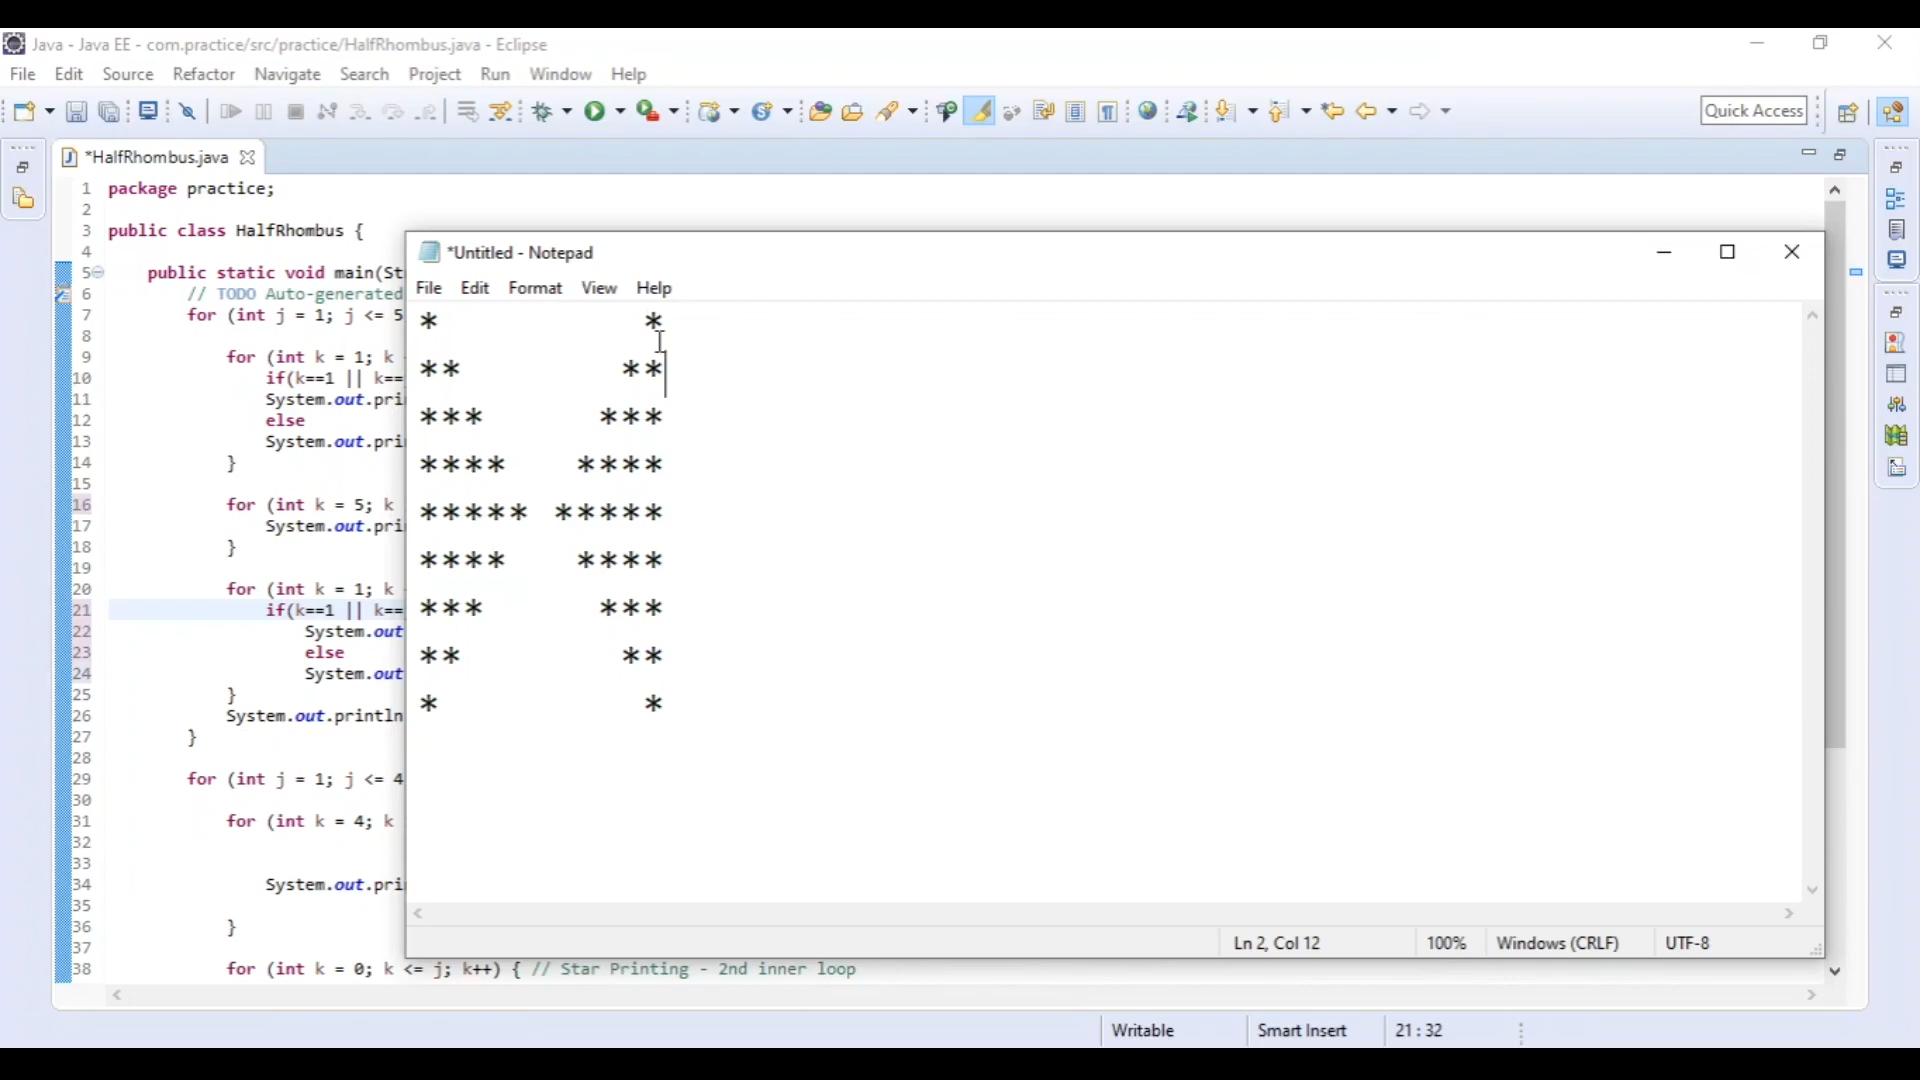 Java - Java EE - com.practice/src/practice/HalfRhombus.java - Eclipse
File Edit Source Refactor Navigate Search Project Run Window Help
Quick Access
*HalfRhombus.java
1 package practice;
2
3 public class HalfRhombus {
4
5 public static void main(St
6 // TODO Auto-generated
7 for (int j = 1; j <= 5
8
9 for (int k = 1; k
10 if(k==1 || k==
11 System.out.pri
12 else
13 System.out.pri
14 }
15
16 for (int k = 5; k
17 System.out.pri
18 }
19
20 for (int k = 1; k
21 if(k==1 || k==
22 System.out
23 else
24 System.out
25 }
26 System.out.println
27 }
28
29 for (int j = 1; j <= 4
30
31 for (int k = 4; k
32
33
34 System.out.pri
35
36 }
37
38 for (int k = 0; k <= j; k++) { // Star Printing - 2nd inner loop
*Untitled - Notepad
File Edit Format View Help
*          *
**        **
***      ***
****    ****
***** *****
****    ****
***      ***
**        **
*          *
Ln 2, Col 12 100% Windows (CRLF) UTF-8
Writable Smart Insert 21 : 32